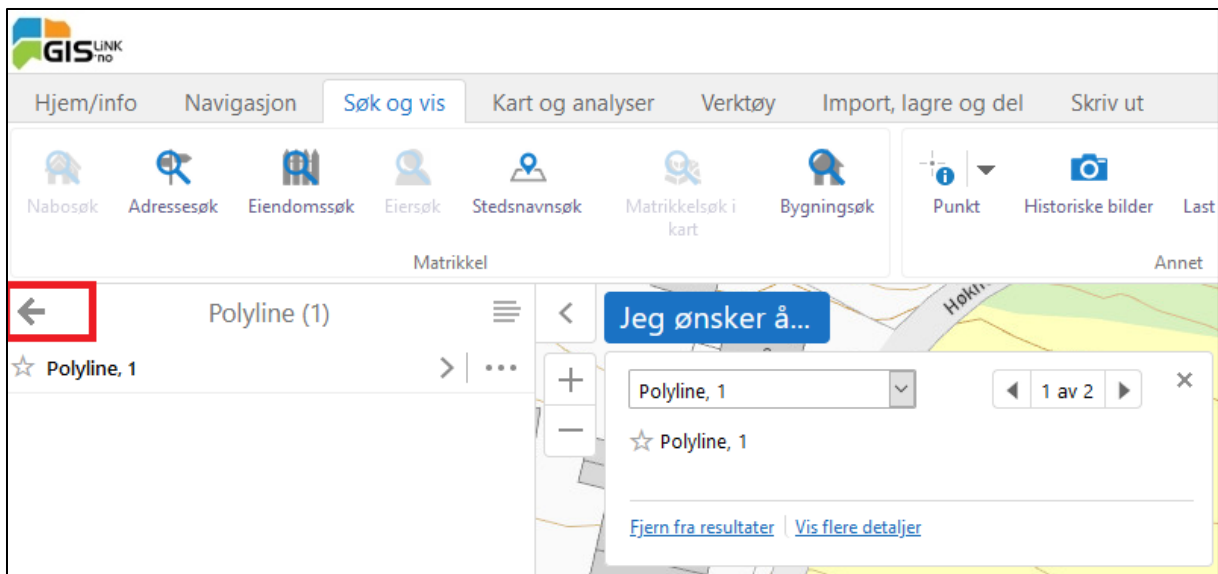 GIS LINK
.no
Hjem/info Navigasjon Søk og vis Kart og analyser Verktøy Import, lagre og del Skriv ut
Nabosøk Adressesøk Eiendomssøk Eiersøk Stedsnavnsøk Matrikkelsøk i kart Bygningsøk Punkt Historiske bilder Last
Matrikkel Annet
Polyline (1)
Polyline, 1
Jeg ønsker å...
Polyline, 1 1 av 2
Polyline, 1
Fjern fra resultater Vis flere detaljer